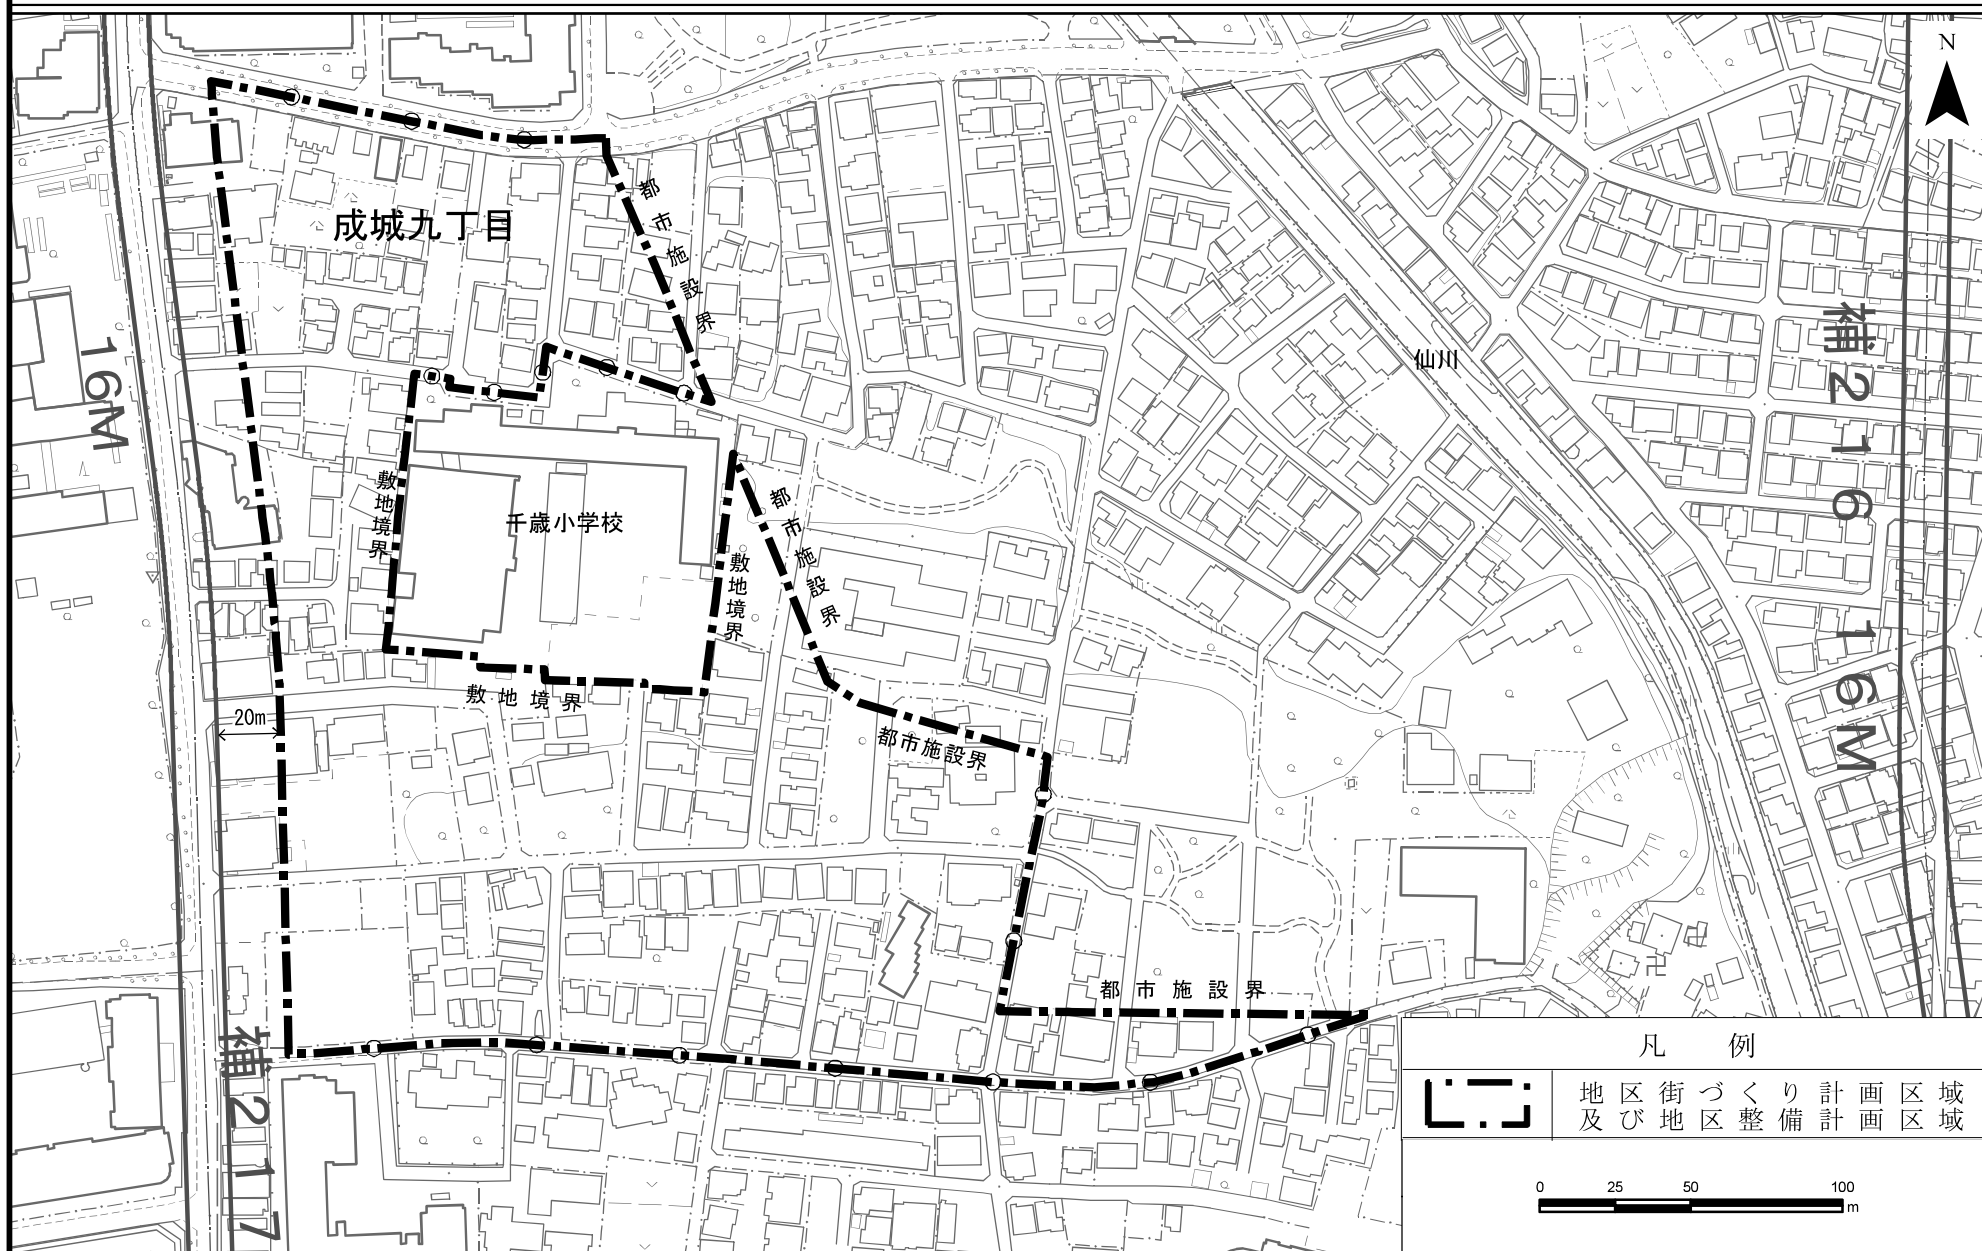 N
成城九丁目
都市施設界
16M
仙川
補216
16M
敷地境界
千歳小学校
都市施設界
敷地境界
敷地境界
20m
都市施設界
都市施設界
補217
凡例
地区街づくり計画区域
及び地区整備計画区域
0 25 50 100
m